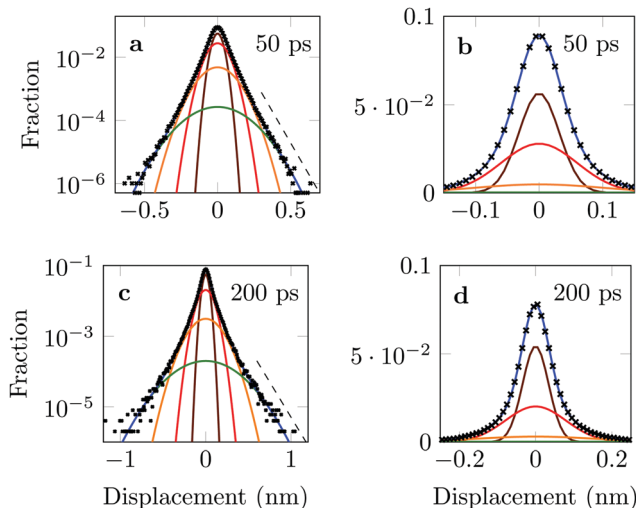 a
50 ps
Fraction
10⁻²
10⁻⁴
10⁻⁶
−0.5
0
0.5
b
50 ps
0.1
5 · 10⁻²
0
−0.1
0
0.1
c
200 ps
Fraction
10⁻¹
10⁻³
10⁻⁵
−1
0
1
Displacement (nm)
d
200 ps
0.1
5 · 10⁻²
0
−0.2
0
0.2
Displacement (nm)